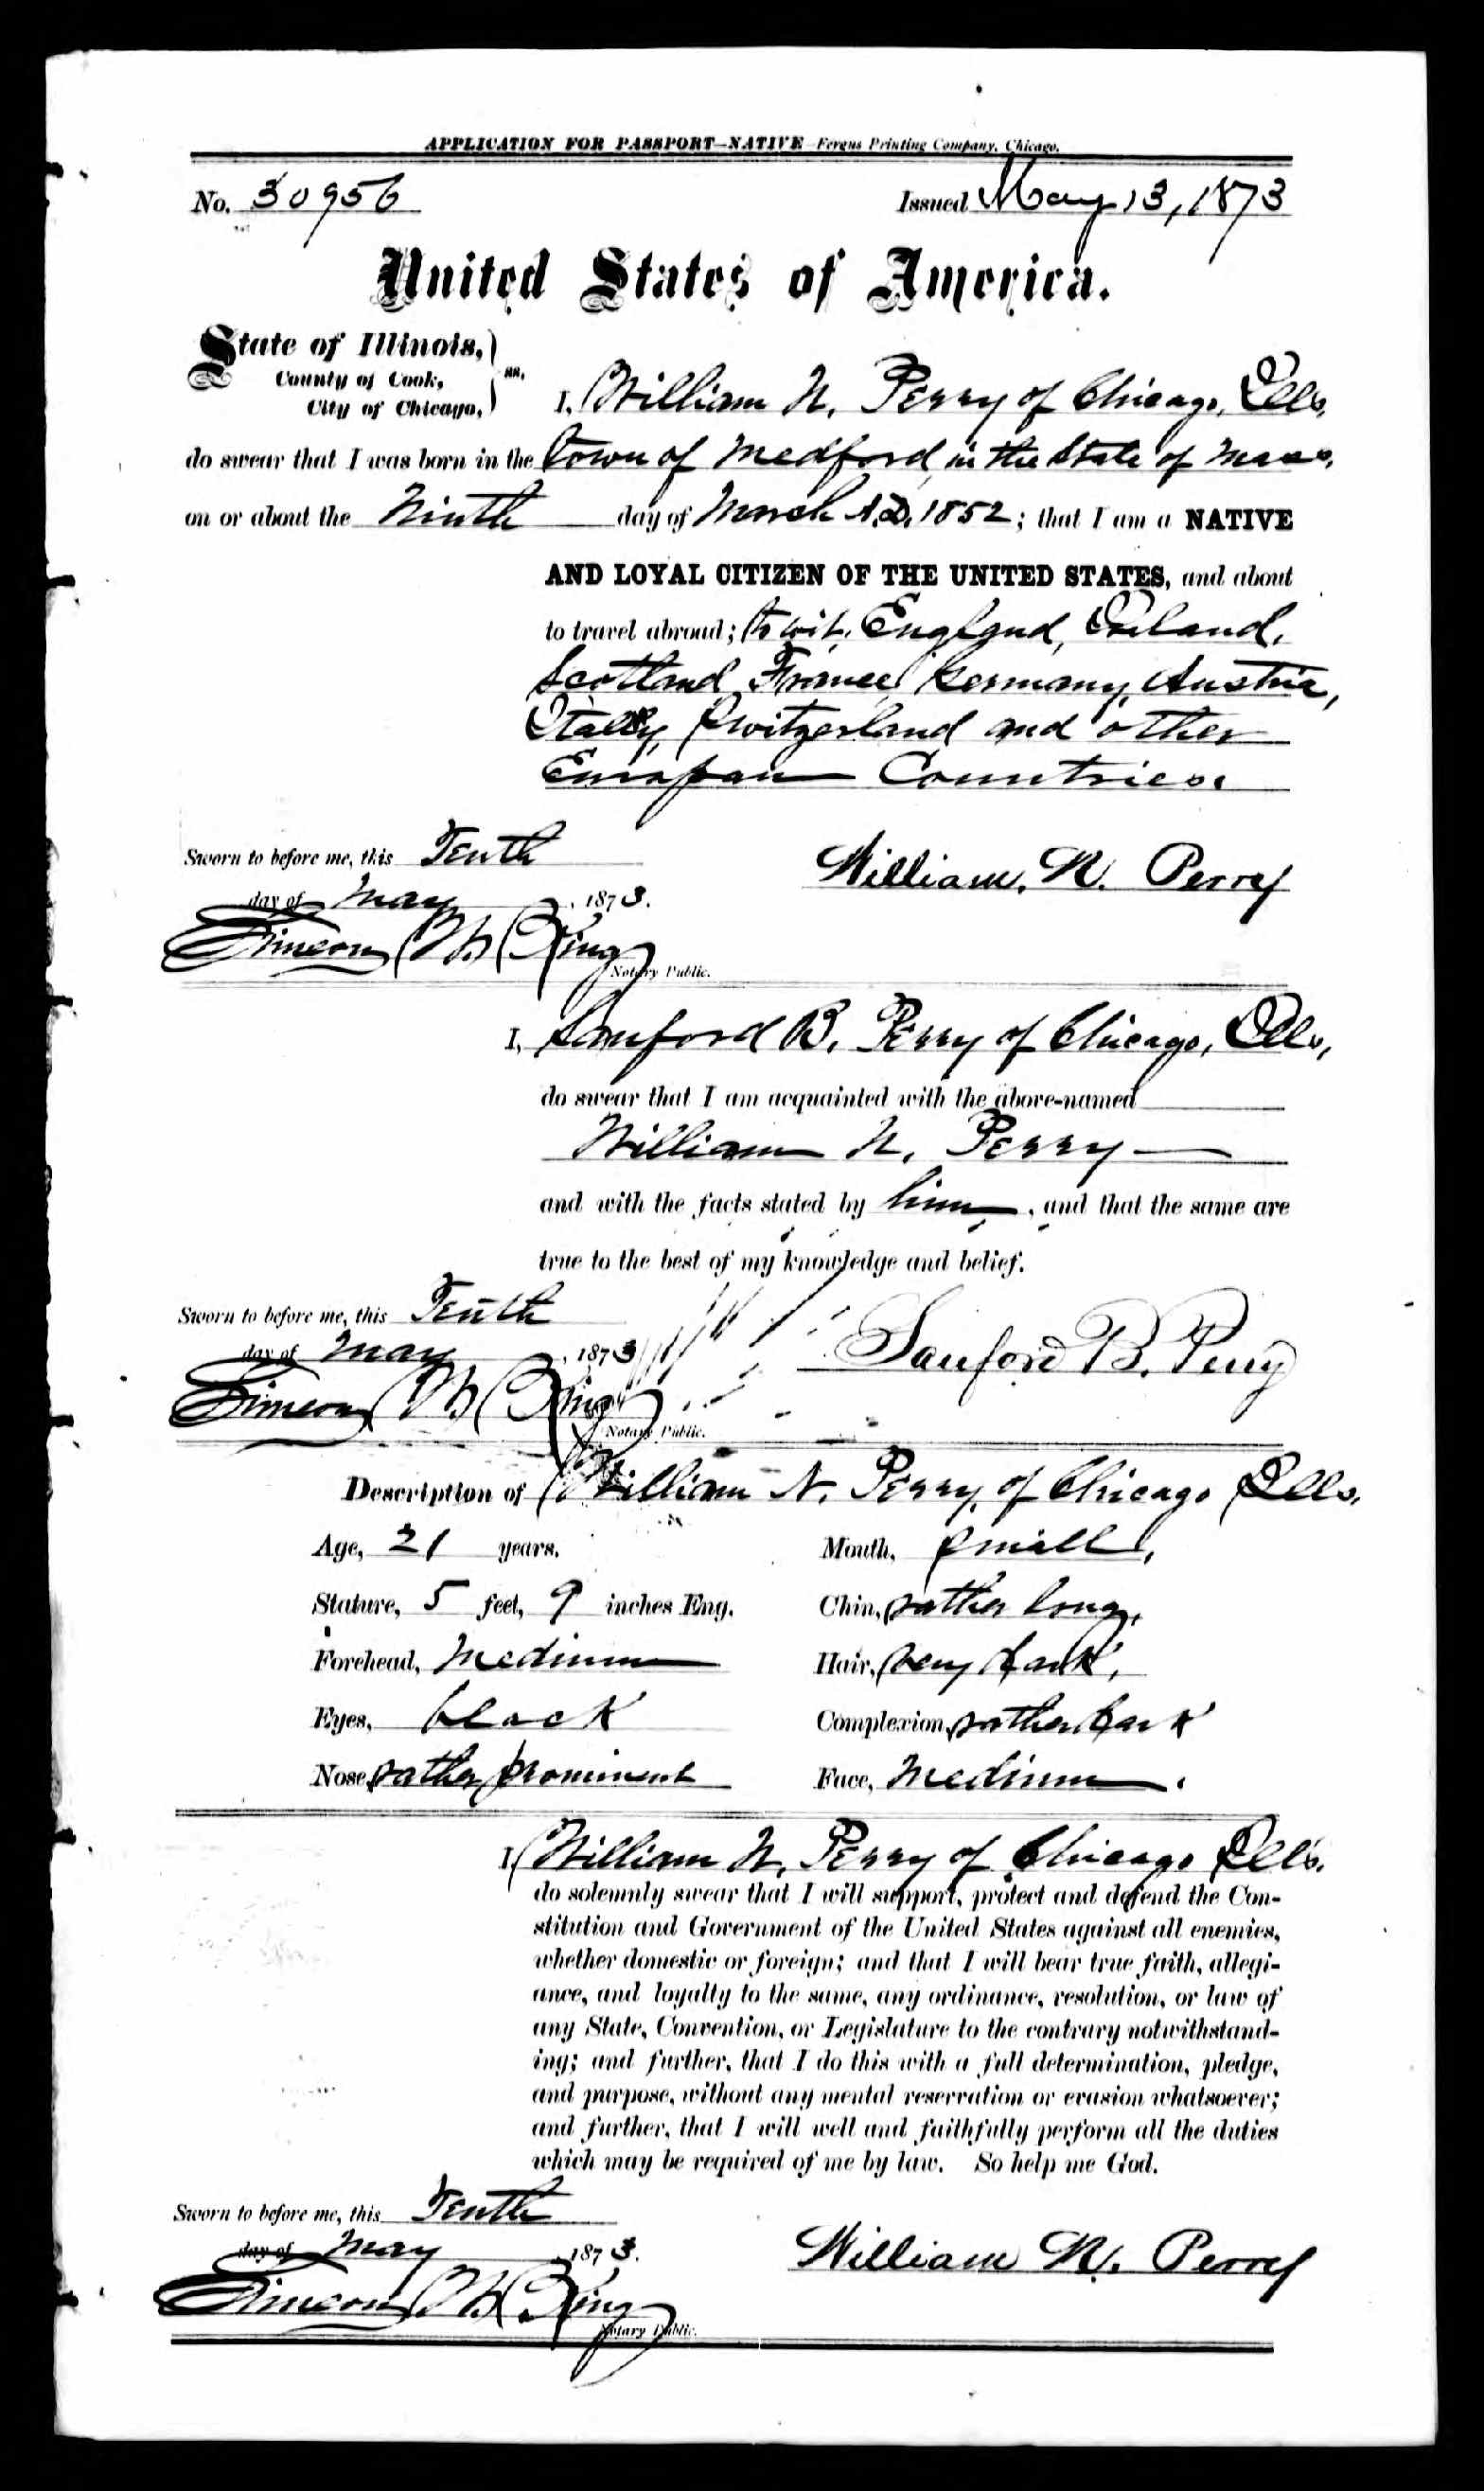 APPLICATION FOR PASSPORT—NATIVE—Fergus Printing Company, Chicago.
No. 30956 Issued May 13, 1873
United States of America.
State of Illinois,
County of Cook, ss.
City of Chicago, I, William N. Perry of Chicago, Ills,
do swear that I was born in the town of Medford, in the State of Mass.
on or about the Ninth day of March A.D. 1852; that I am a NATIVE
AND LOYAL CITIZEN OF THE UNITED STATES, and about
to travel abroad; to wit, England, Ireland,
Scotland, France, Germany, Austria,
Italy, Switzerland and other
European Countries.
Sworn to before me, this Tenth
day of May, 1873. William N. Perry
Simeon W. King
Notary Public.
I, Sanford B. Perry of Chicago, Ills,
do swear that I am acquainted with the above-named
William N. Perry
and with the facts stated by him, and that the same are
true to the best of my knowledge and belief.
Sworn to before me, this Tenth
day of May, 1873 Sanford B. Perry
Simeon W. King
Notary Public.
Description of William N. Perry, of Chicago Ills.
Age, 21 years. Mouth, small,
Stature, 5 feet, 9 inches Eng. Chin, rather long,
Forehead, Medium Hair, very dark,
Eyes, black Complexion, rather dark
Nose, rather prominent Face, Medium.
I, William N. Perry of Chicago Ills.
do solemnly swear that I will support, protect and defend the Con-
stitution and Government of the United States against all enemies,
whether domestic or foreign; and that I will bear true faith, allegi-
ance, and loyalty to the same, any ordinance, resolution, or law of
any State, Convention, or Legislature to the contrary notwithstand-
ing; and further, that I do this with a full determination, pledge,
and purpose, without any mental reservation or evasion whatsoever;
and further, that I will well and faithfully perform all the duties
which may be required of me by law. So help me God.
Sworn to before me, this Tenth
day of May 1873. William N. Perry
Simeon W. King
Notary Public.